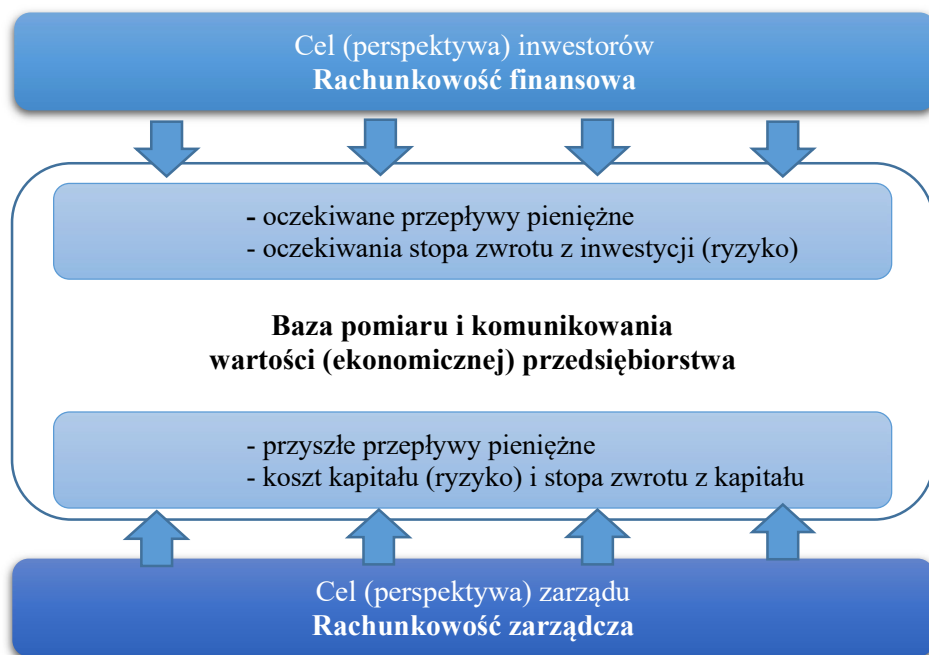 Cel (perspektywa) inwestorów
Rachunkowość finansowa
- oczekiwane przepływy pieniężne
- oczekiwania stopa zwrotu z inwestycji (ryzyko)
Baza pomiaru i komunikowania
wartości (ekonomicznej) przedsiębiorstwa
- przyszłe przepływy pieniężne
- koszt kapitału (ryzyko) i stopa zwrotu z kapitału
Cel (perspektywa) zarządu
Rachunkowość zarządcza